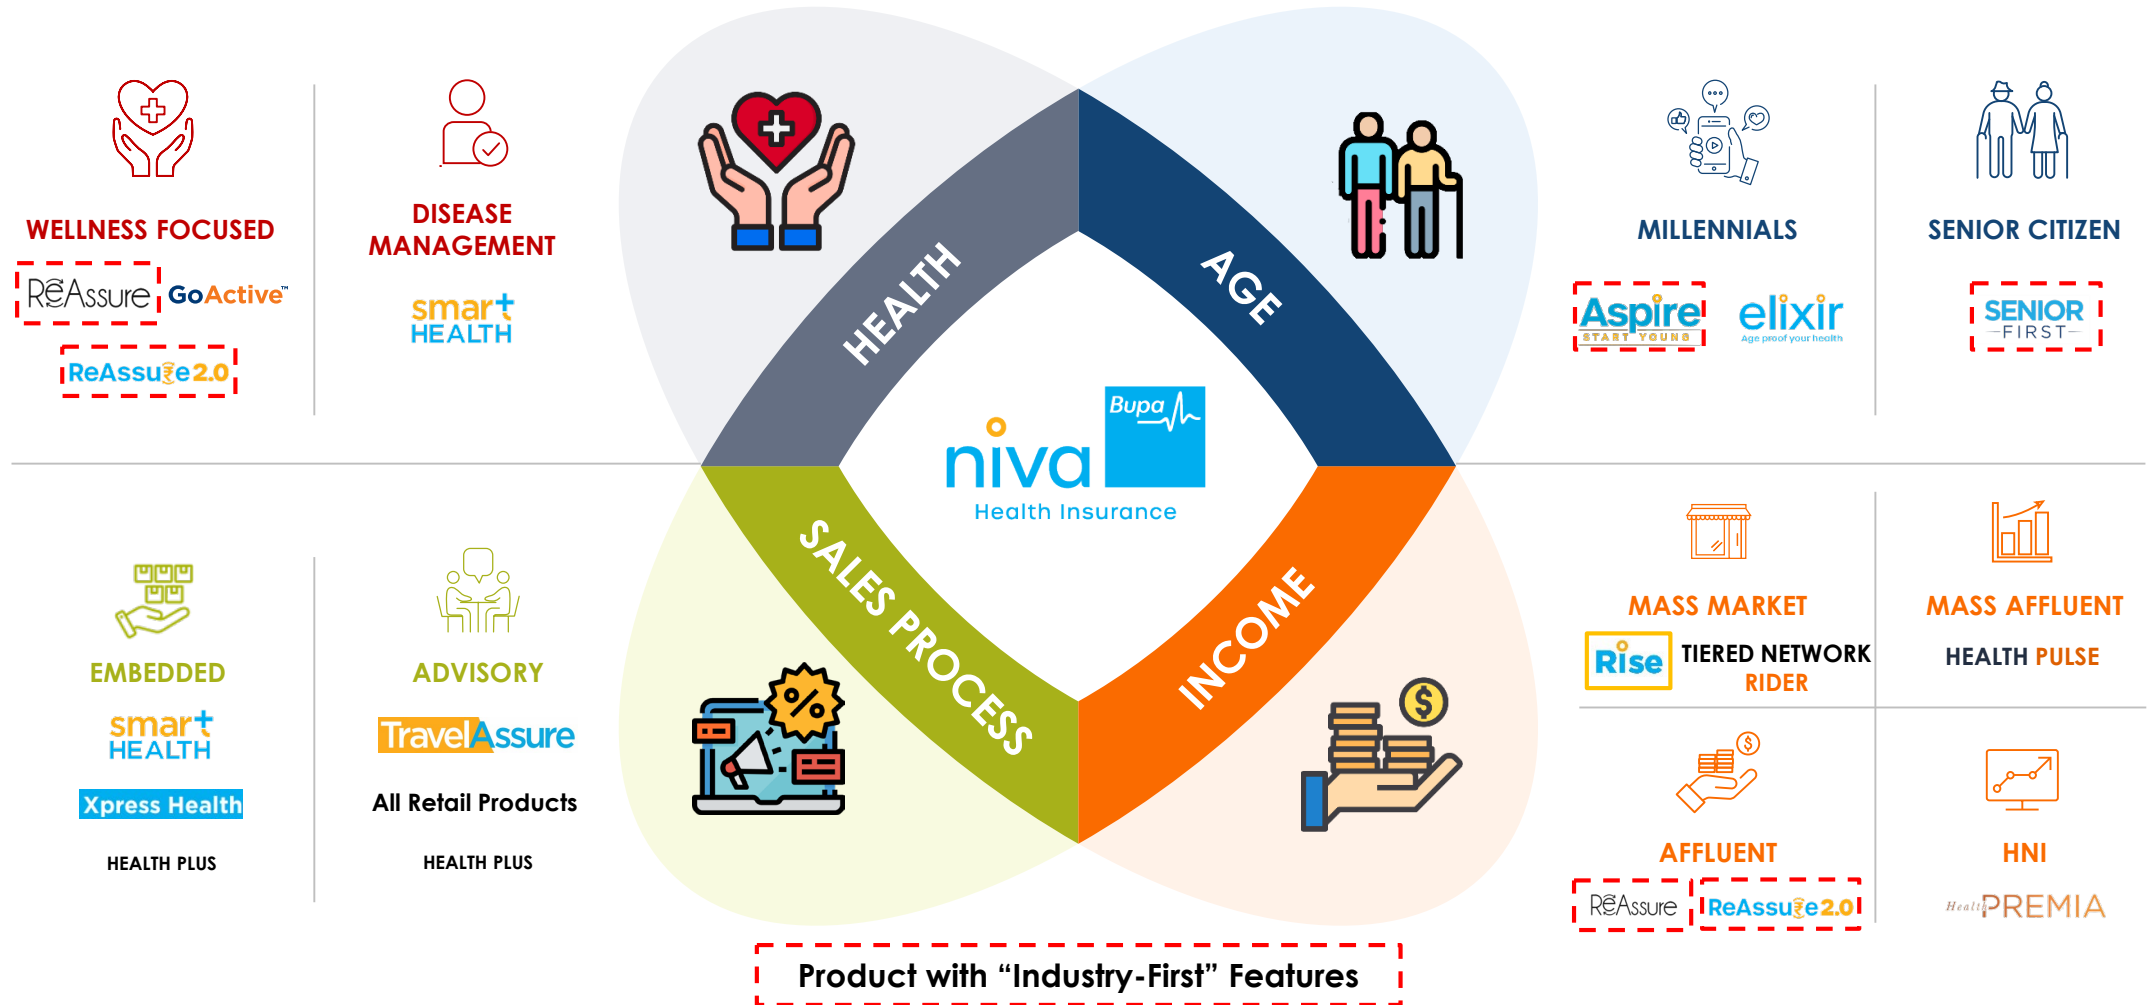 WELLNESS FOCUSED
ReAssure GoActive™
ReAssure 2.0
DISEASE
MANAGEMENT
smart
HEALTH
HEALTH
AGE
SALES PROCESS
INCOME
niva
Bupa
Health Insurance
MILLENNIALS
Aspire
START YOUNG
elixir
Age proof your health
SENIOR CITIZEN
SENIOR
FIRST
EMBEDDED
smart
HEALTH
Xpress Health
HEALTH PLUS
ADVISORY
TravelAssure
All Retail Products
HEALTH PLUS
MASS MARKET
Rise
TIERED NETWORK
RIDER
MASS AFFLUENT
HEALTH PULSE
AFFLUENT
ReAssure ReAssure 2.0
HNI
Health PREMIA
Product with “Industry-First” Features